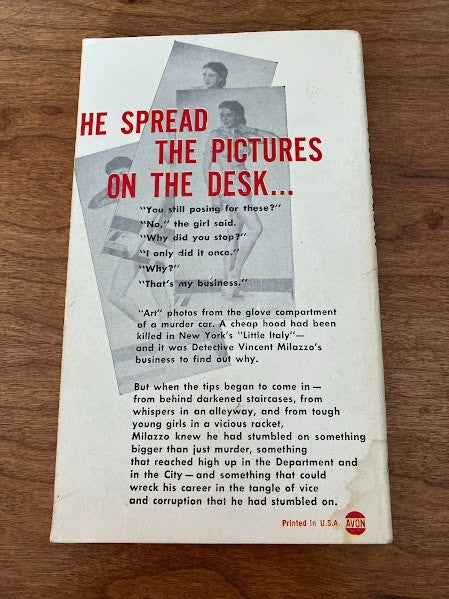 HE SPREAD
THE PICTURES
ON THE DESK...
"You still posing for these?"
"No," the girl said.
"Why did you stop?"
"I only did it once."
"Why?"
"That's my business."
"Art" photos from the glove compartment
of a murder car. A cheap hood had been
killed in New York's "Little Italy"—
and it was Detective Vincent Milazzo's
business to find out why.
But when the tips began to come in—
from behind darkened staircases, from
whispers in an alleyway, and from tough
young girls in a vicious racket,
Milazzo knew he had stumbled on something
bigger than just murder, something
that reached high up in the Department and
in the City—and something that could
wreck his career in the tangle of vice
and corruption that he had stumbled on.
Printed in U.S.A. AVON